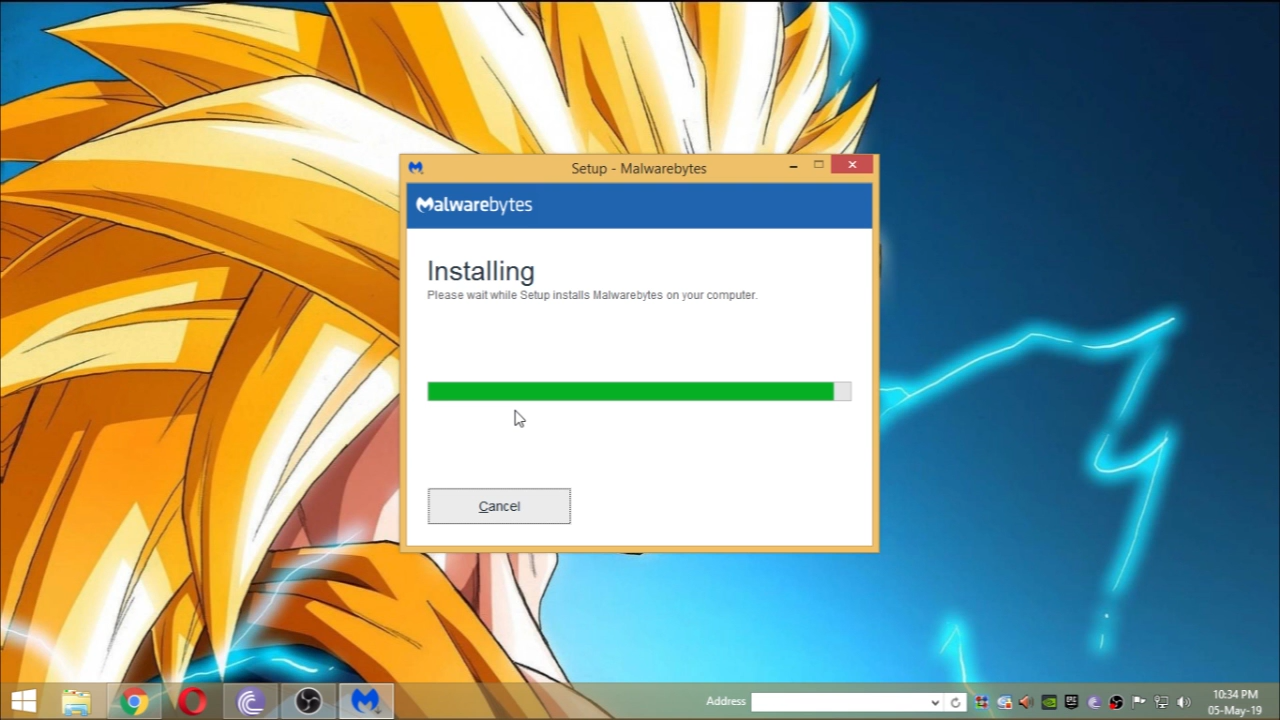 Setup - Malwarebytes
Malwarebytes
Installing
Please wait while Setup installs Malwarebytes on your computer.
Cancel
Address
10:34 PM
05-May-19